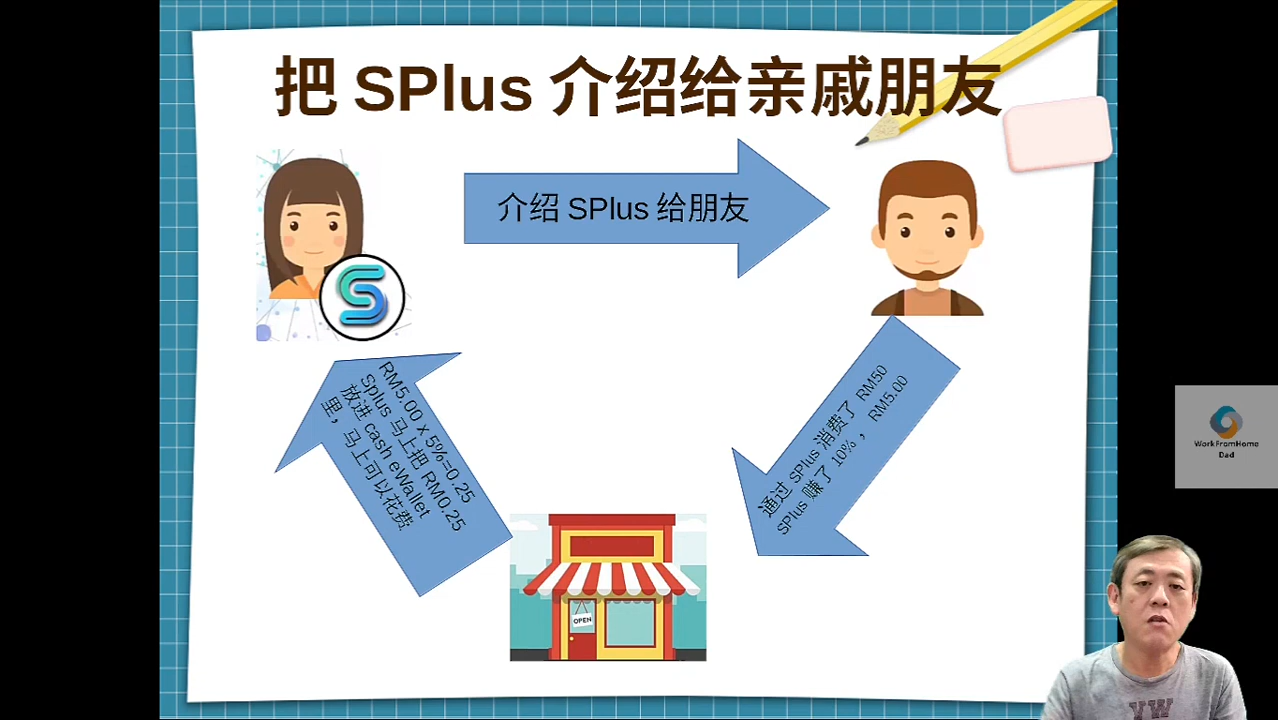 把 SPlus 介绍给亲戚朋友
介绍 SPlus 给朋友
通过 SPlus 消费了 RM50
SPlus 赚了 10% ， RM5.00
RM5.00 x 5%=0.25
Splus 马上把 RM0.25
放进 cash eWallet
里，马上可以花费
OPEN
WorkFromHome
Dad
VW